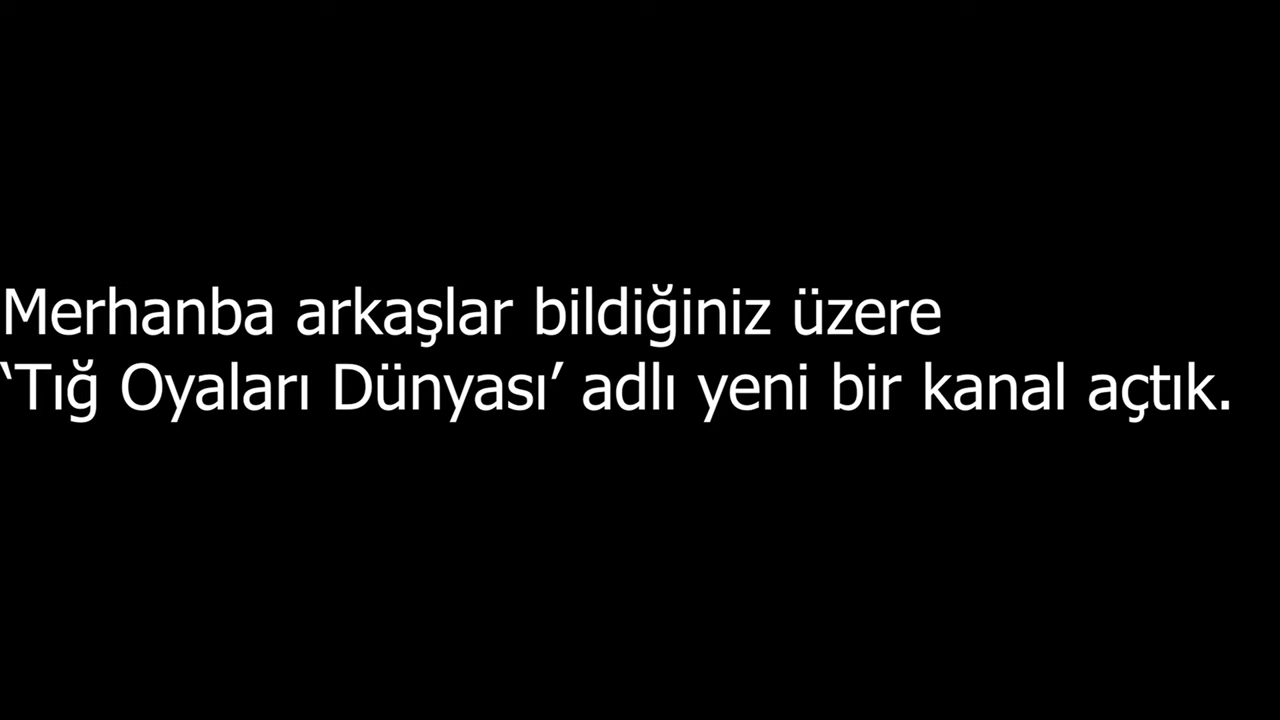 Merhanba arkaşlar bildiğiniz üzere
‘Tığ Oyaları Dünyası’ adlı yeni bir kanal açtık.